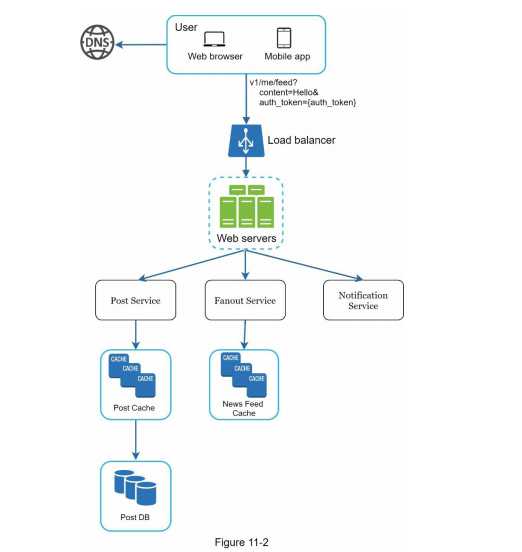 User
DNS
Web browser
Mobile app
v1/me/feed?
content=Hello&
auth_token={auth_token}
Load balancer
Web servers
Post Service
Fanout Service
Notification
Service
CACHE
CACHE
CACHE
Post Cache
CACHE
CACHE
CACHE
News Feed
Cache
Post DB
Figure 11-2